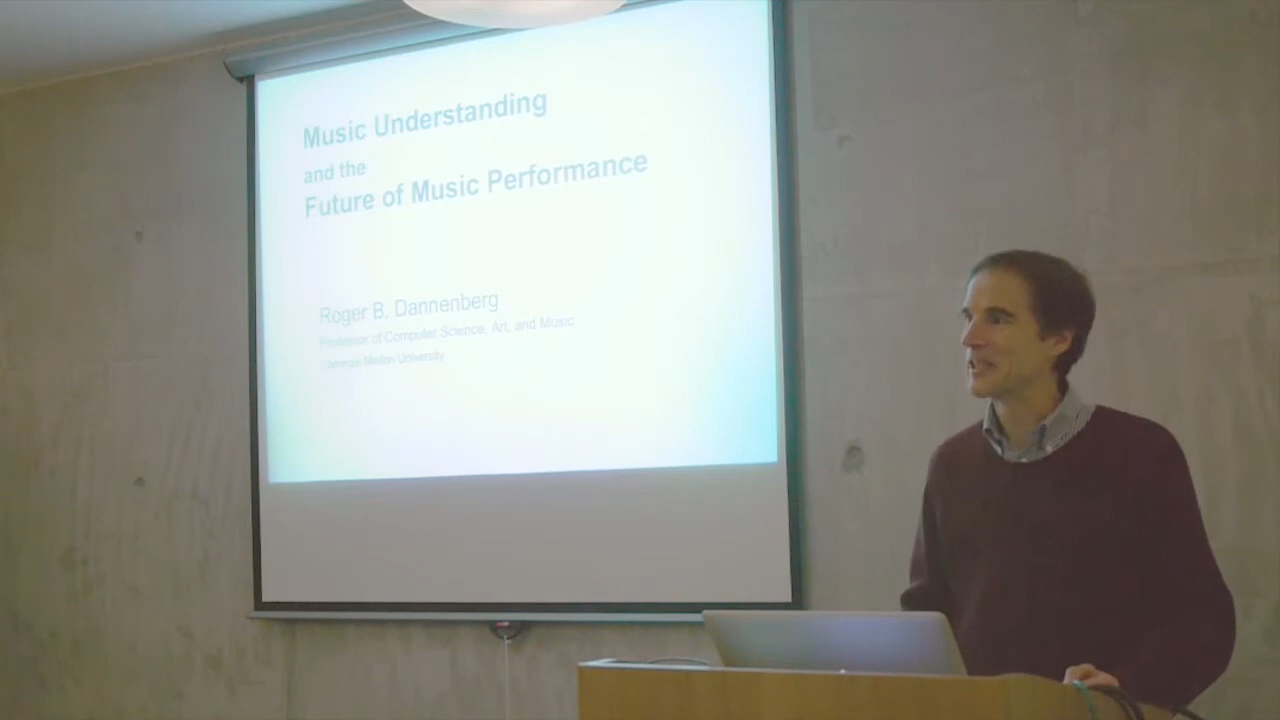 Music Understanding
and the
Future of Music Performance
Roger B. Dannenberg
Professor of Computer Science, Art, and Music
Carnegie Mellon University